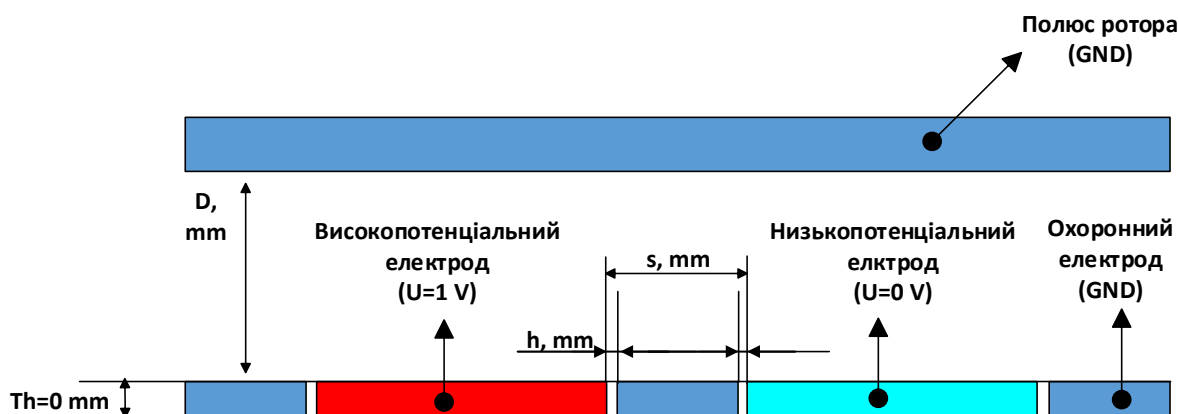 Полюс ротора
(GND)
D,
mm
Високопотенціальний
електрод
(U=1 V)
s, mm
Низькопотенціальний
елктрод
(U=0 V)
Охоронний
електрод
(GND)
h, mm
Th=0 mm